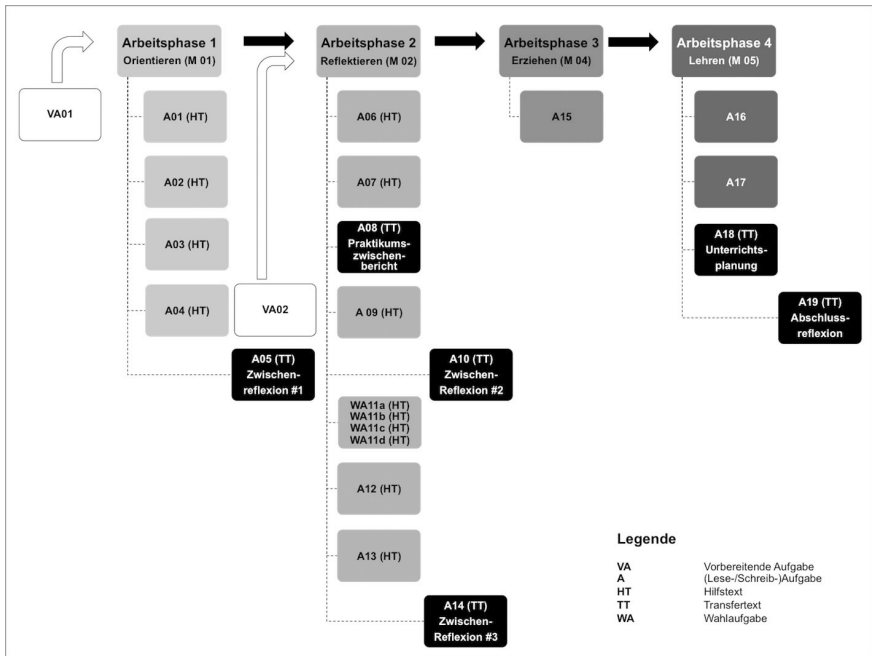 Arbeitsphase 1
Orientieren (M 01)
Arbeitsphase 2
Reflektieren (M 02)
Arbeitsphase 3
Erziehen (M 04)
Arbeitsphase 4
Lehren (M 05)
VA01
A01 (HT)
A02 (HT)
A03 (HT)
A04 (HT)
A05 (TT)
Zwischen-
reflexion #1
VA02
A06 (HT)
A07 (HT)
A08 (TT)
Praktikums-
zwischen-
bericht
A 09 (HT)
A10 (TT)
Zwischen-
Reflexion #2
WA11a (HT)
WA11b (HT)
WA11c (HT)
WA11d (HT)
A12 (HT)
A13 (HT)
A14 (TT)
Zwischen-
Reflexion #3
A15
A16
A17
A18 (TT)
Unterrichts-
planung
A19 (TT)
Abschluss-
reflexion
Legende
VA Vorbereitende Aufgabe
A (Lese-/Schreib-)Aufgabe
HT Hilfstext
TT Transfertext
WA Wahlaufgabe